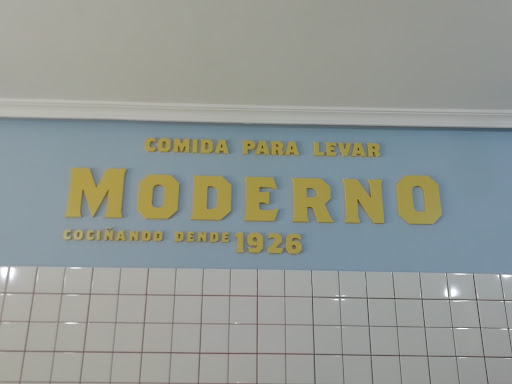 COMIDA PARA LEVAR
MODERNO
COCIÑANDO DENDE 1926